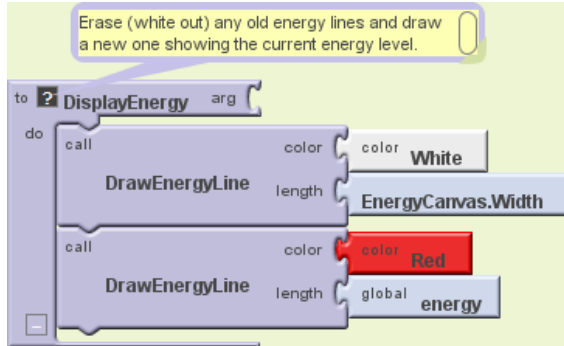 Erase (white out) any old energy lines and draw
a new one showing the current energy level.
to ? DisplayEnergy arg
do
call
DrawEnergyLine
color
color White
length
EnergyCanvas.Width
call
DrawEnergyLine
color
color Red
length
global energy